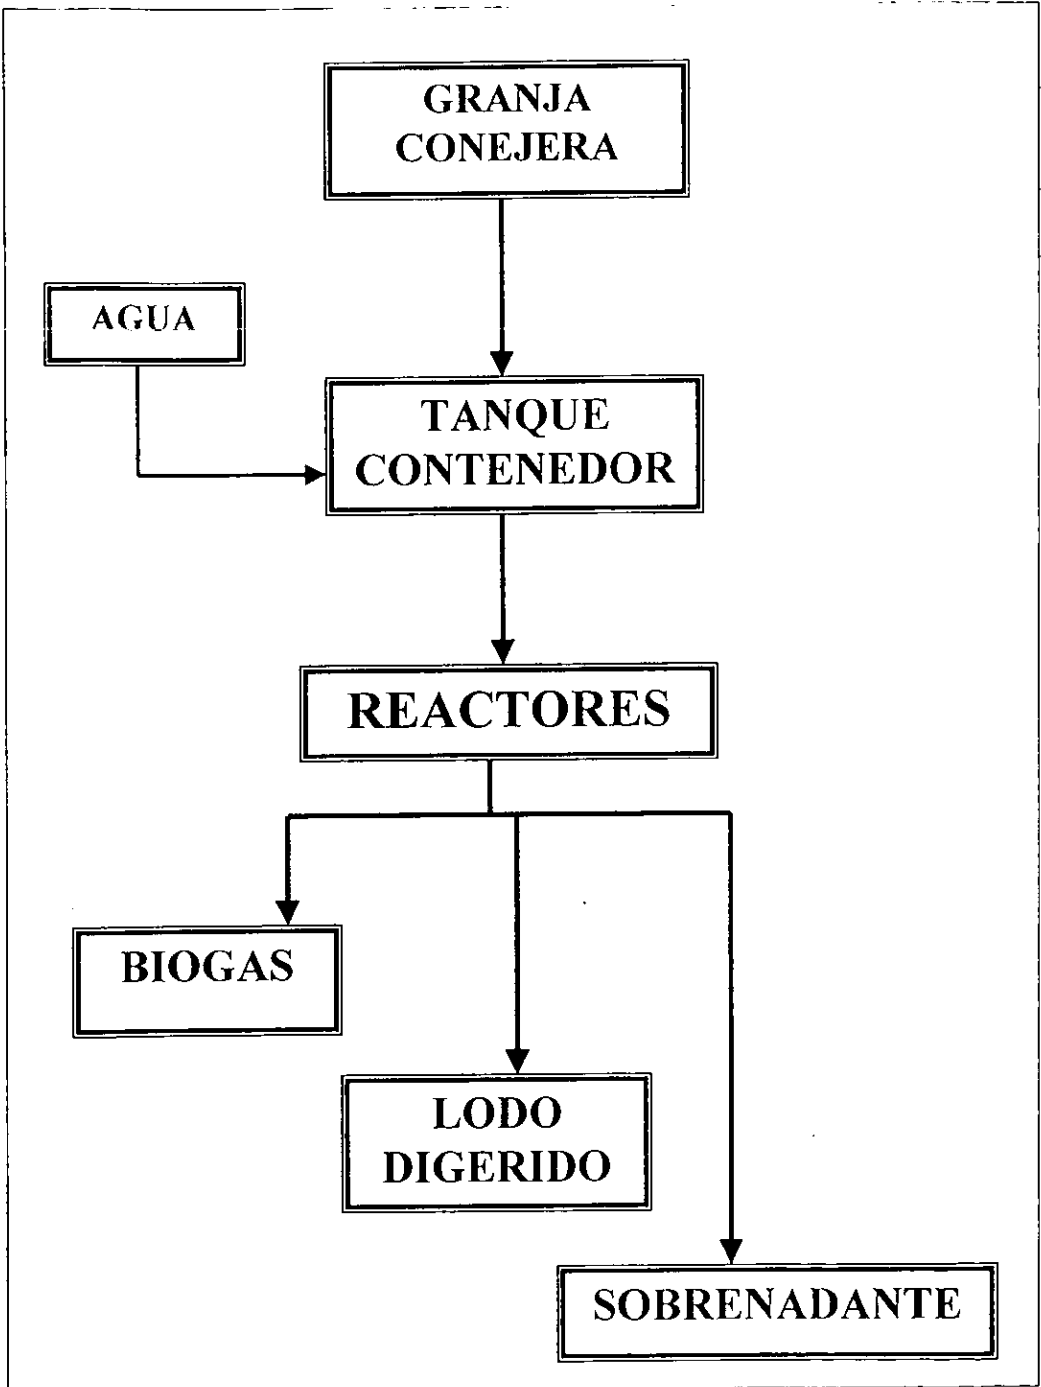 GRANJA
CONEJERA
AGUA
TANQUE
CONTENEDOR
REACTORES
BIOGAS
LODO
DIGERIDO
SOBRENADANTE